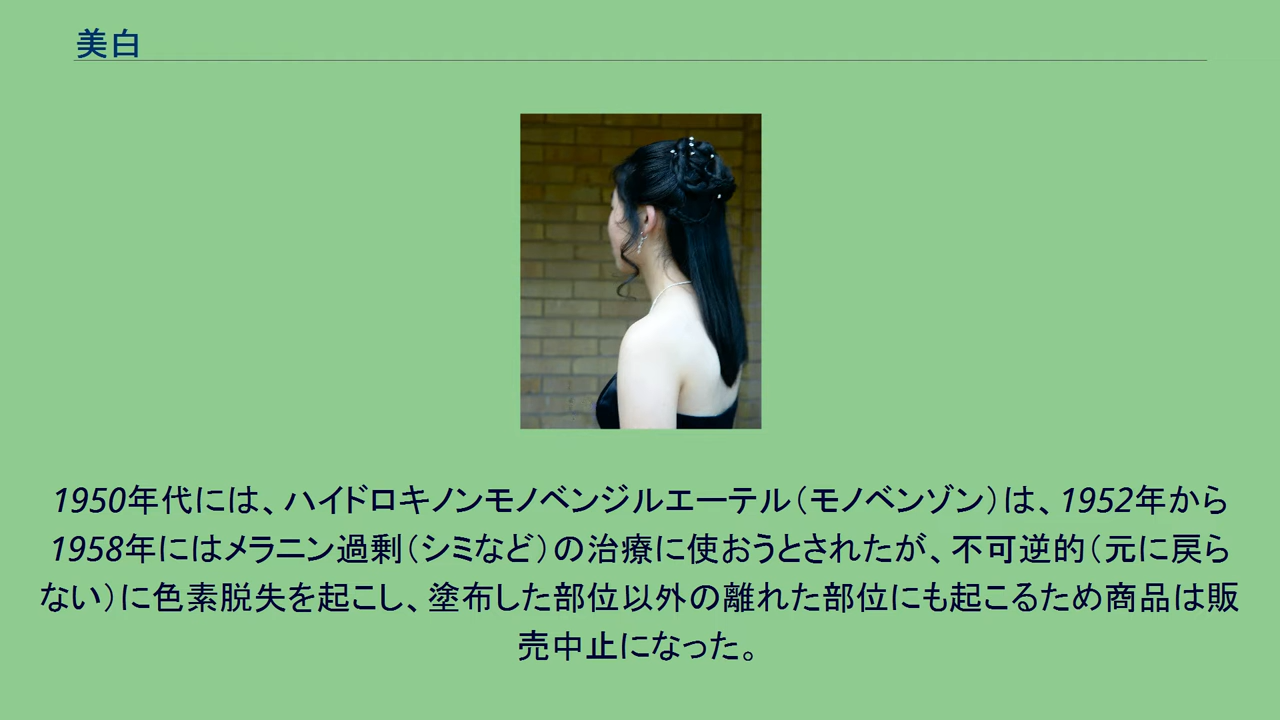 美白
1950年代には、ハイドロキノンモノベンジルエーテル（モノベンゾン）は、1952年から
1958年にはメラニン過剰（シミなど）の治療に使おうとされたが、不可逆的（元に戻ら
ない）に色素脱失を起こし、塗布した部位以外の離れた部位にも起こるため商品は販
売中止になった。